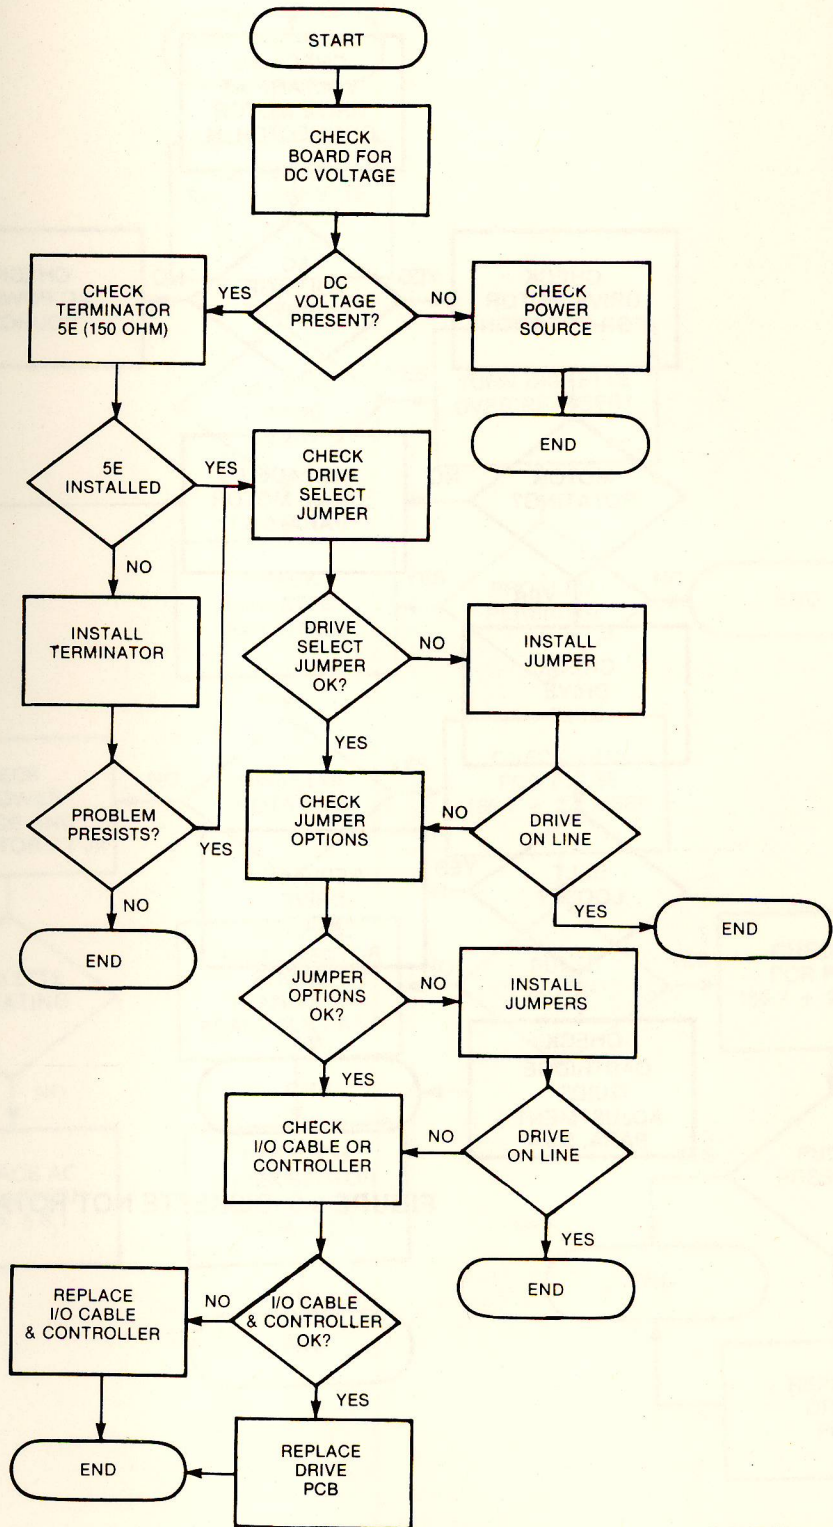 START
CHECK
BOARD FOR
DC VOLTAGE
DC
VOLTAGE
PRESENT?
YES
NO
CHECK
TERMINATOR
5E (150 OHM)
CHECK
POWER
SOURCE
END
5E
INSTALLED
YES
NO
CHECK
DRIVE
SELECT
JUMPER
INSTALL
TERMINATOR
DRIVE
SELECT
JUMPER
OK?
NO
YES
INSTALL
JUMPER
PROBLEM
PRESISTS?
YES
NO
END
CHECK
JUMPER
OPTIONS
NO
DRIVE
ON LINE
YES
END
JUMPER
OPTIONS
OK?
NO
YES
INSTALL
JUMPERS
CHECK
I/O CABLE OR
CONTROLLER
NO
DRIVE
ON LINE
YES
END
REPLACE
I/O CABLE
& CONTROLLER
NO
I/O CABLE
& CONTROLLER
OK?
YES
END
REPLACE
DRIVE
PCB